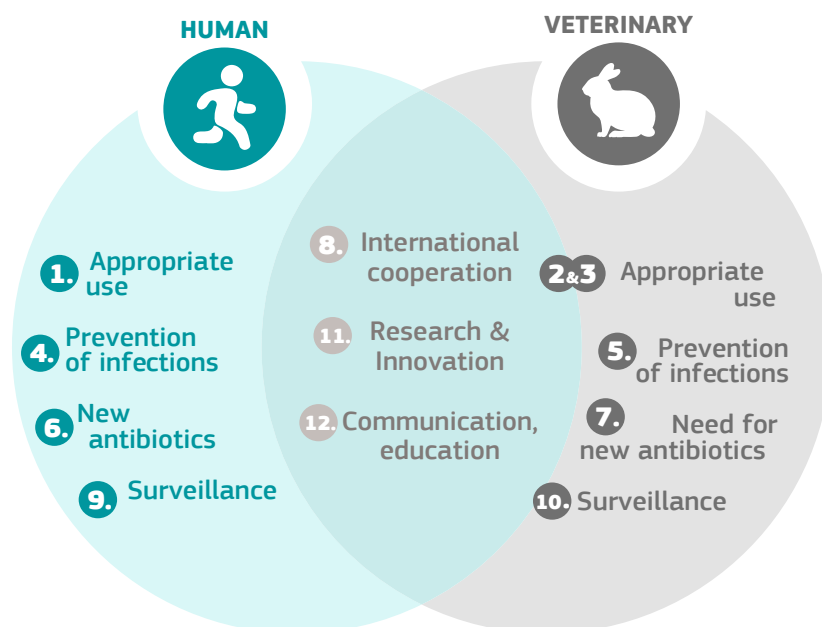 HUMAN
VETERINARY
1. Appropriate
use
4. Prevention
of infections
6. New
antibiotics
9. Surveillance
8. International
cooperation
11. Research &
Innovation
12. Communication,
education
2&3 Appropriate
use
5. Prevention
of infections
7. Need for
new antibiotics
10. Surveillance